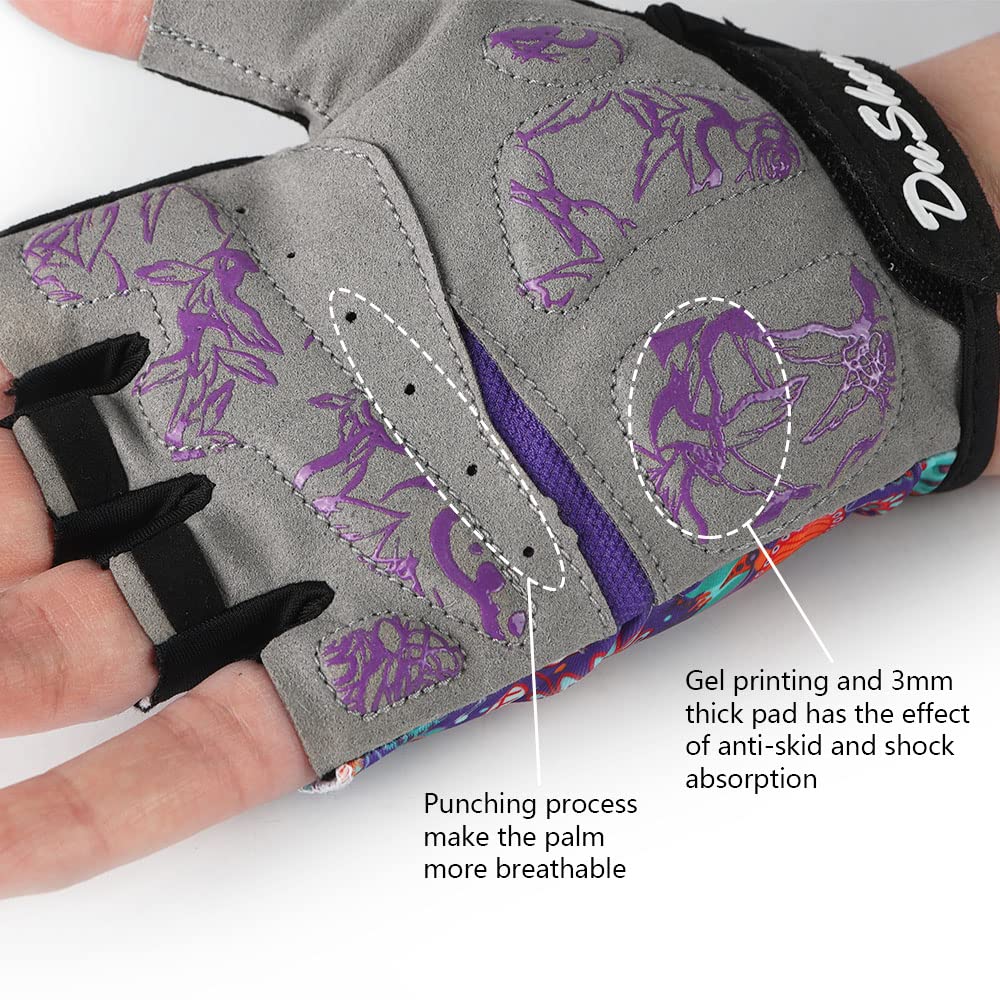 Gel printing and 3mm
thick pad has the effect
of anti-skid and shock
absorption
Punching process
make the palm
more breathable